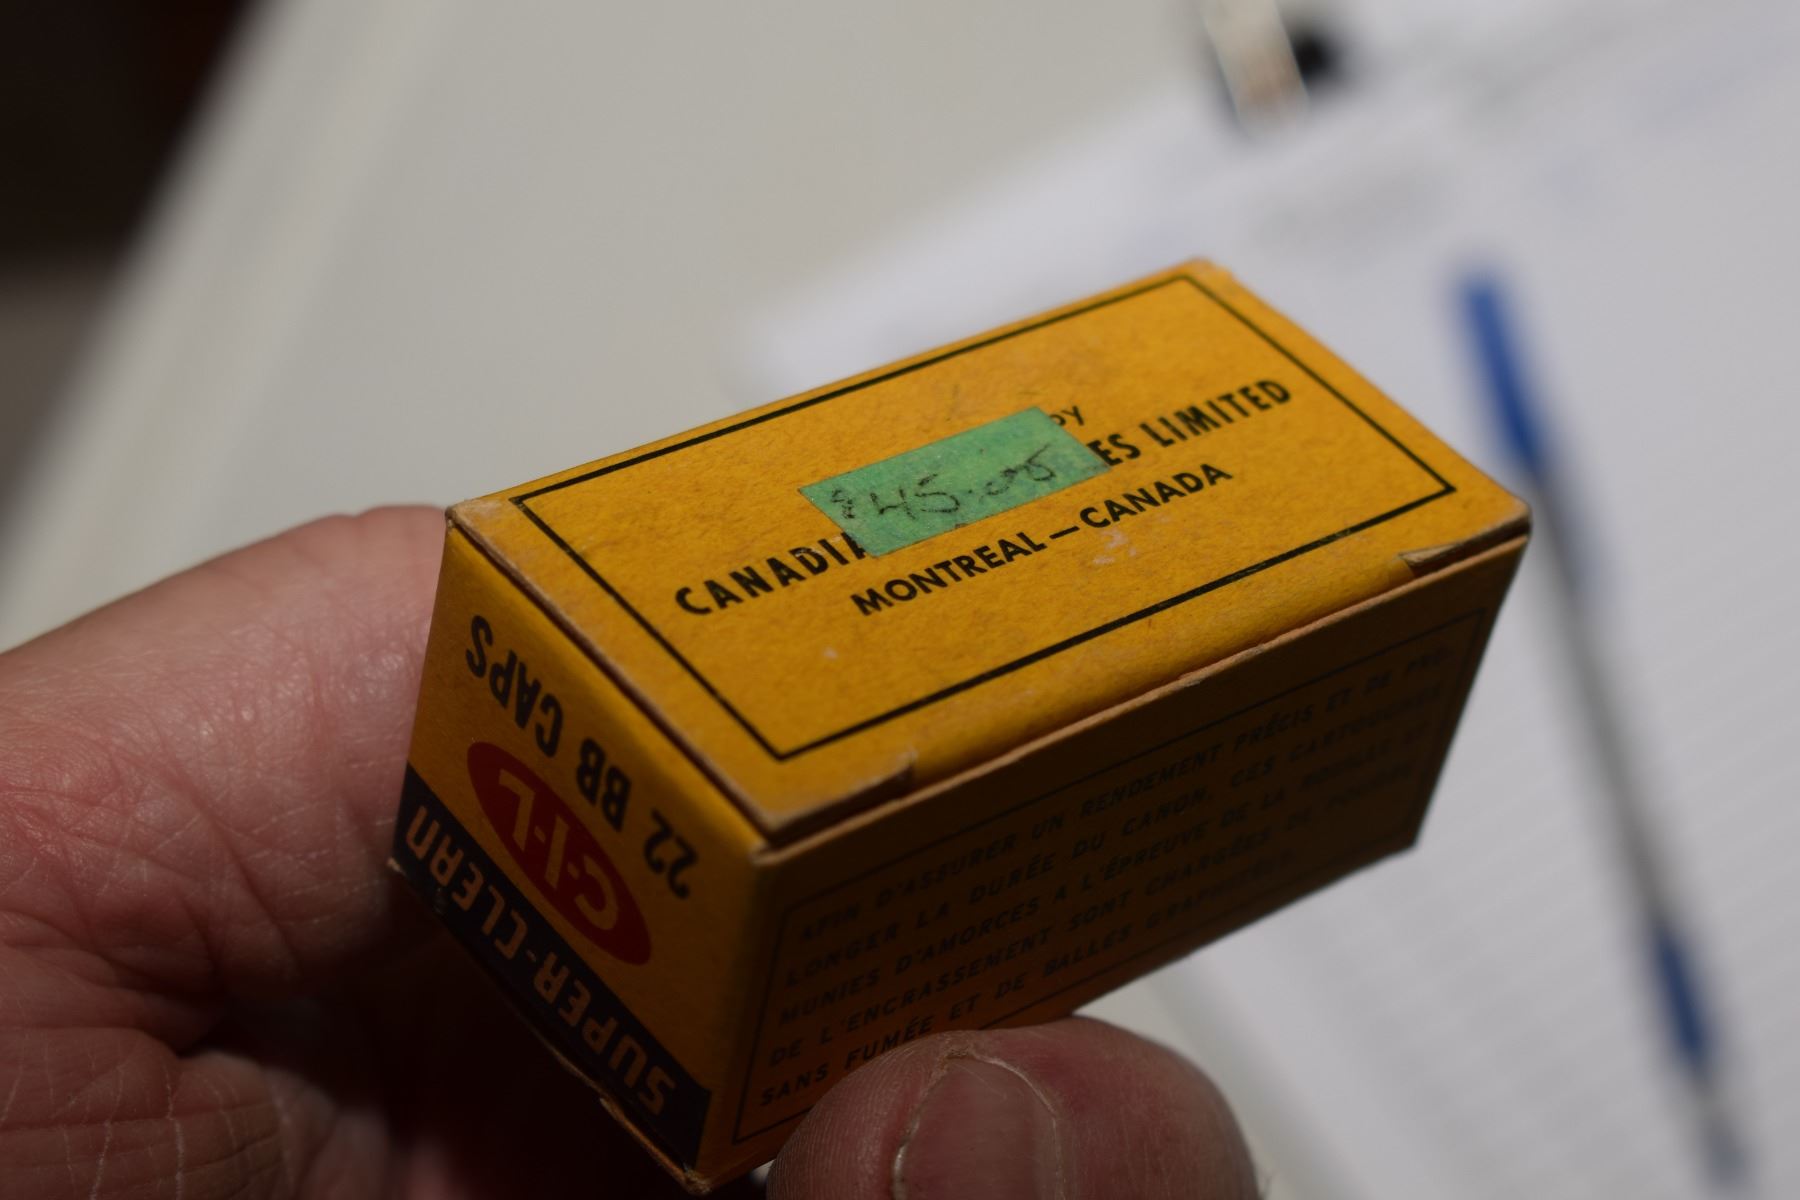 BY
$45.00
CANADIA ES LIMITED
MONTREAL—CANADA
22 BB CAPS
C-I-L
SUPER-CLEAN
AFIN D'ASSURER UN RENDEMENT PRÉCIS ET DE PRO-
LONGER LA DURÉE DU CANON, CES CARTOUCHES
MUNIES D'AMORCES A L'ÉPREUVE DE LA ROUILLE ET
DE L'ENCRASSEMENT SONT CHARGÉES DE POUDRE
SANS FUMÉE ET DE BALLES GRAPHITÉES.